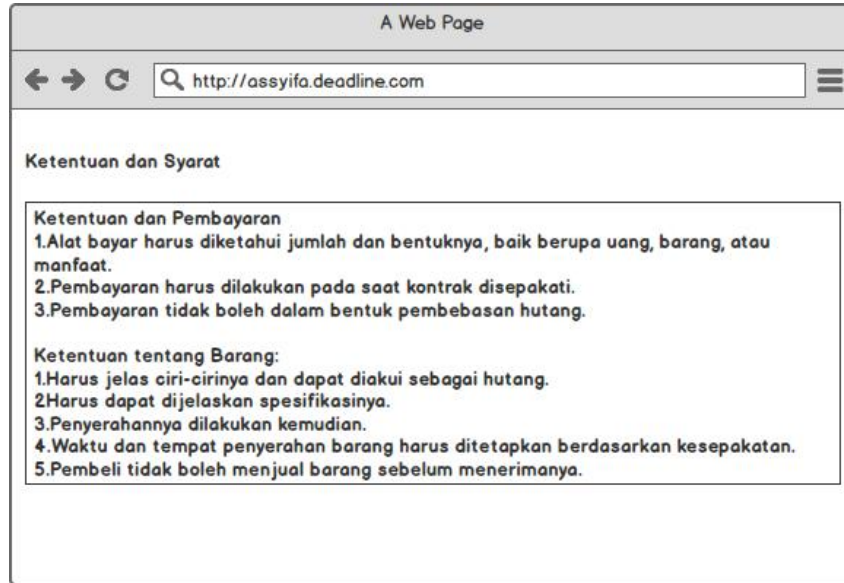 A Web Page
http://assyifa.deadline.com
Ketentuan dan Syarat
Ketentuan dan Pembayaran
1.Alat bayar harus diketahui jumlah dan bentuknya, baik berupa uang, barang, atau
manfaat.
2.Pembayaran harus dilakukan pada saat kontrak disepakati.
3.Pembayaran tidak boleh dalam bentuk pembebasan hutang.
Ketentuan tentang Barang:
1.Harus jelas ciri-cirinya dan dapat diakui sebagai hutang.
2Harus dapat dijelaskan spesifikasinya.
3.Penyerahannya dilakukan kemudian.
4.Waktu dan tempat penyerahan barang harus ditetapkan berdasarkan kesepakatan.
5.Pembeli tidak boleh menjual barang sebelum menerimanya.